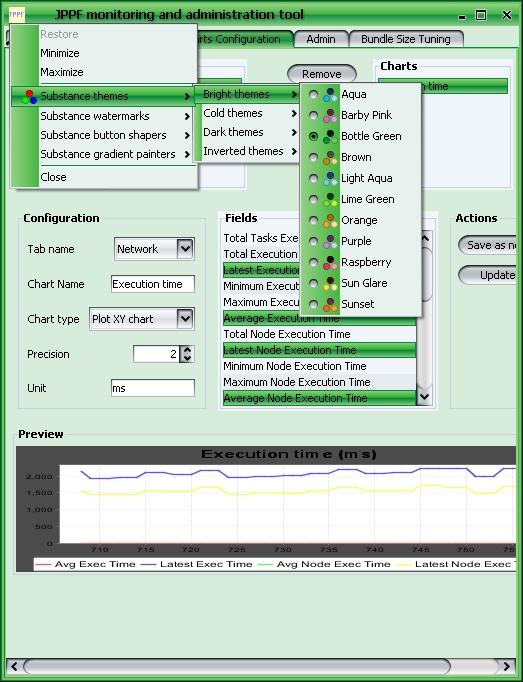 JPPF JPPF monitoring and administration tool
Restore
Minimize
Maximize
Substance themes
Substance watermarks
Substance button shapers
Substance gradient painters
Close
Bright themes
Cold themes
Dark themes
Inverted themes
Aqua
Barby Pink
Bottle Green
Brown
Light Aqua
Lime Green
Orange
Purple
Raspberry
Sun Glare
Sunset
rts Configuration Admin Bundle Size Tuning
Remove
Charts
on time
Configuration
Tab name Network
Chart Name Execution time
Chart type Plot XY chart
Precision 2
Unit ms
Fields
Total Tasks Exe
Total Execution
Latest Execution
Minimum Execut
Maximum Execu
Average Execution Time
Total Node Execution Time
Latest Node Execution Time
Minimum Node Execution Time
Maximum Node Execution Time
Average Node Execution Time
Actions
Save as ne
Update
Preview
Execution time (ms)
2,000
1,500
1,000
500
0
710 715 720 725 730 735 740 745 750 755
Avg Exec Time Latest Exec Time Avg Node Exec Time Latest Node Exec